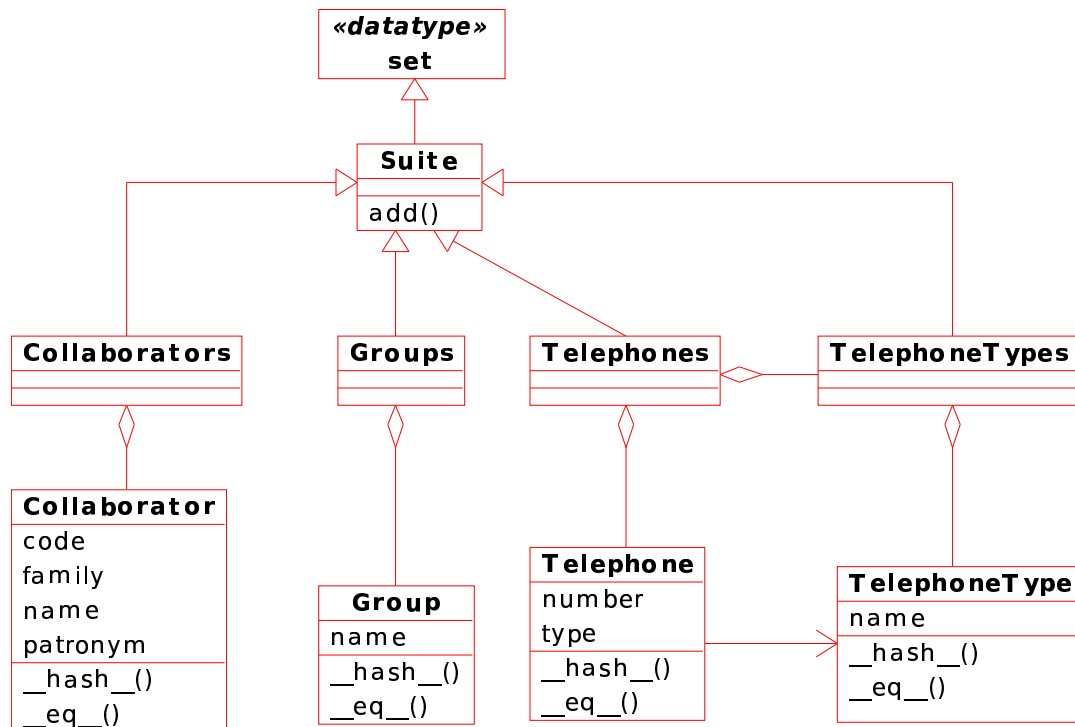 «datatype»
set
Suite
add()
Collaborators
Groups
Telephones
TelephoneTypes
Collaborator
code
family
name
patronym
__hash__()
__eq__()
Group
name
__hash__()
__eq__()
Telephone
number
type
__hash__()
__eq__()
TelephoneType
name
__hash__()
__eq__()